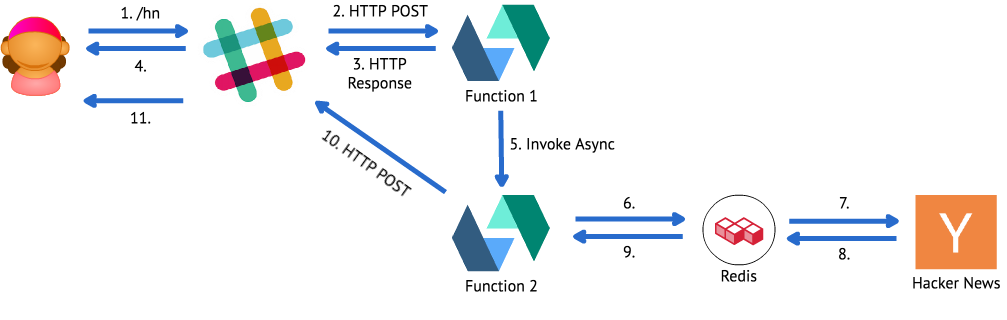 1. /hn
2. HTTP POST
4.
3. HTTP
Response
Function 1
11.
10. HTTP POST
5. Invoke Async
6.
7.
Y
9.
8.
Function 2
Redis
Hacker News